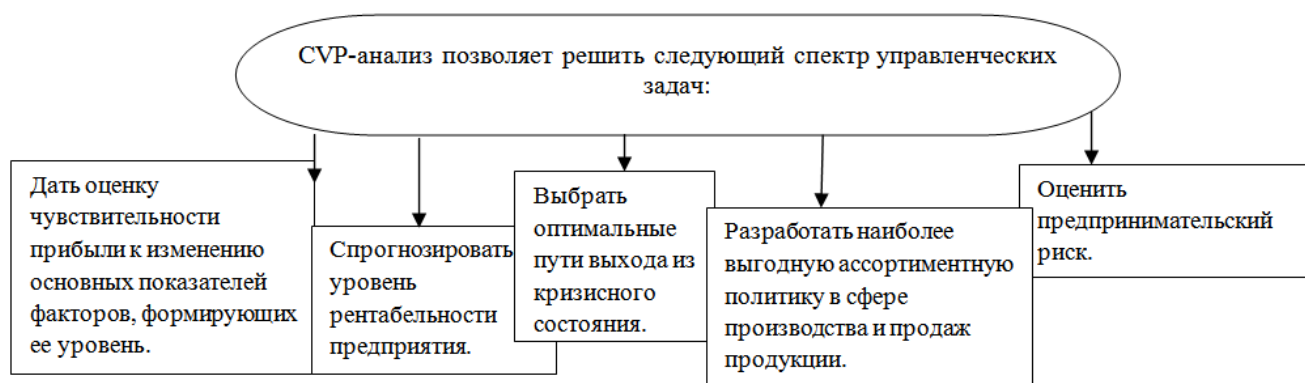 CVP-анализ позволяет решить следующий спектр управленческих
задач:
Дать оценку
чувствительности
прибыли к изменению
основных показателей
факторов, формирующих
ее уровень.
Спрогнозировать
уровень
рентабельности
предприятия.
Выбрать
оптимальные
пути выхода из
кризисного
состояния.
Разработать наиболее
выгодную ассортиментную
политику в сфере
производства и продаж
продукции.
Оценить
предпринимательский
риск.